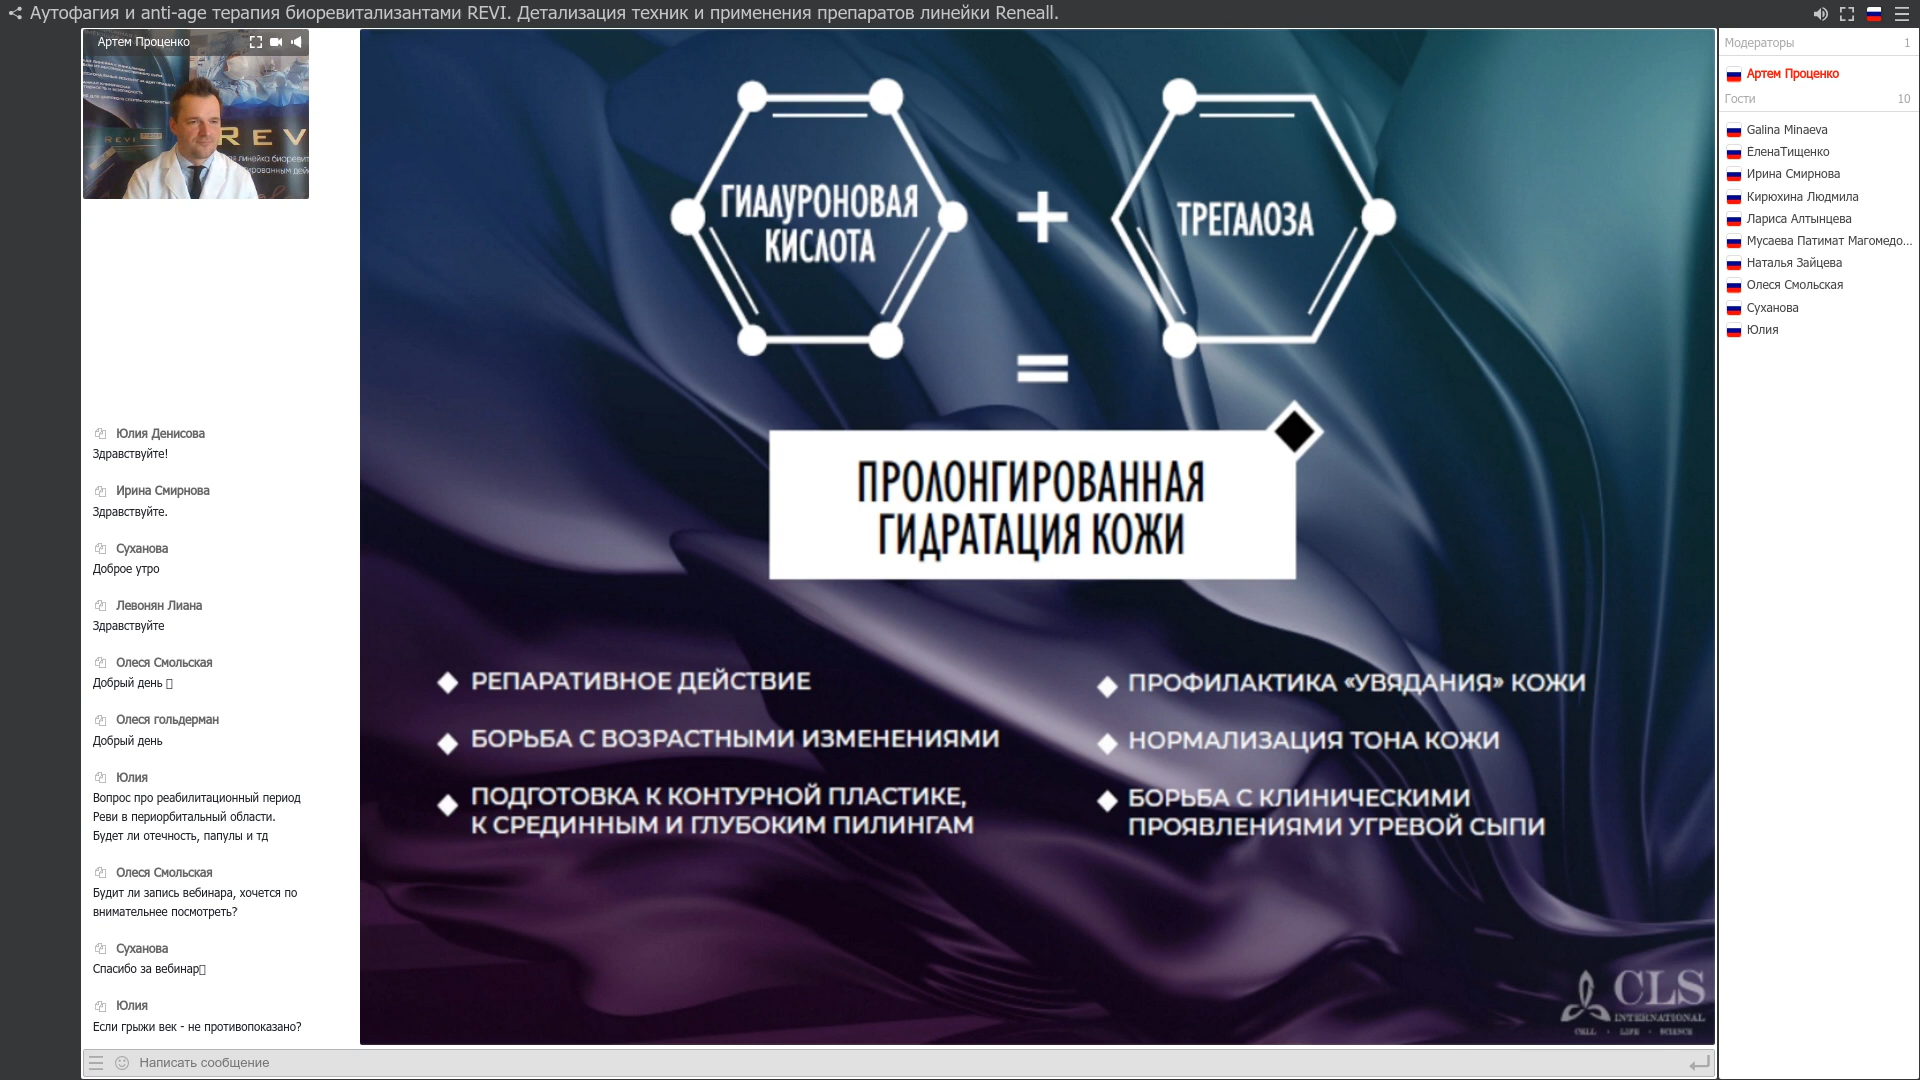 Аутофагия и anti-age терапия биоревитализантами REVI. Детализация техник и применения препаратов линейки Reneall.
Артем Проценко
REVI
REVI
Юлия Денисова
Здравствуйте!
Ирина Смирнова
Здравствуйте.
Суханова
Доброе утро
Левонян Лиана
Здравствуйте
Олеся Смольская
Добрый день
Олеся гольдерман
Добрый день
Юлия
Вопрос про реабилитационный период
Реви в периорбитальной области.
Будет ли отечность, папулы и тд
Олеся Смольская
Будит ли запись вебинара, хочется по
внимательнее посмотреть?
Суханова
Спасибо за вебинар
Юлия
Если грыжи век - не противопоказано?
Написать сообщение
ГИАЛУРОНОВАЯ
КИСЛОТА
+
ТРЕГАЛОЗА
=
ПРОЛОНГИРОВАННАЯ
ГИДРАТАЦИЯ КОЖИ
РЕПАРАТИВНОЕ ДЕЙСТВИЕ
БОРЬБА С ВОЗРАСТНЫМИ ИЗМЕНЕНИЯМИ
ПОДГОТОВКА К КОНТУРНОЙ ПЛАСТИКЕ,
К СРЕДИННЫМ И ГЛУБОКИМ ПИЛИНГАМ
ПРОФИЛАКТИКА «УВЯДАНИЯ» КОЖИ
НОРМАЛИЗАЦИЯ ТОНА КОЖИ
БОРЬБА С КЛИНИЧЕСКИМИ
ПРОЯВЛЕНИЯМИ УГРЕВОЙ СЫПИ
CLS
INTERNATIONAL
CELL · LIFE · SCIENCE
Модераторы 1
Артем Проценко
Гости 10
Galina Minaeva
ЕленаТищенко
Ирина Смирнова
Кирюхина Людмила
Лариса Алтынцева
Мусаева Патимат Магомедо...
Наталья Зайцева
Олеся Смольская
Суханова
Юлия